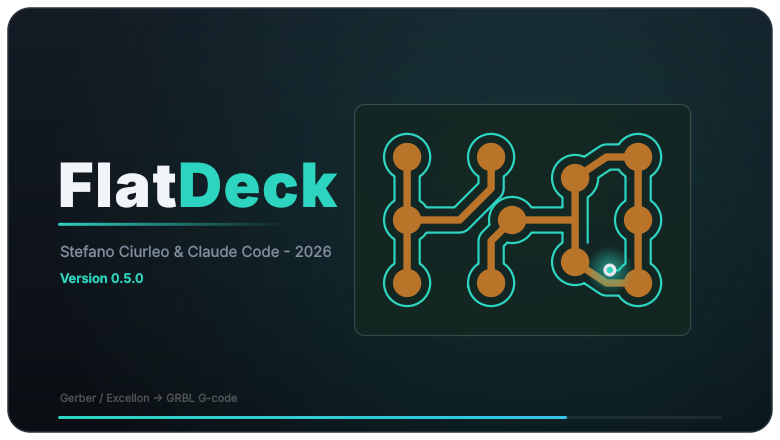 FlatDeck
Stefano Ciurleo & Claude Code - 2026
Version 0.5.0
Gerber / Excellon → GRBL G-code